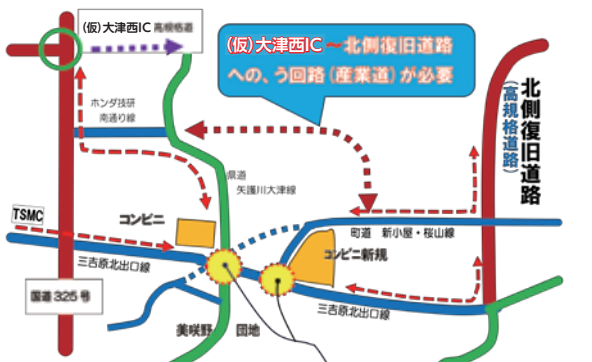 (仮)大津西IC 高規格道
(仮)大津西IC～北側復旧道路
への、う回路(産業道)が必要
北側復旧道路
(高規格道路)
ホンダ技研
南通り線
県道
矢護川大津線
TSMC
コンビニ
町道 新小屋・桜山線
コンビニ新規
三吉原北出口線
国道325号
三吉原北出口線
美咲野 団地